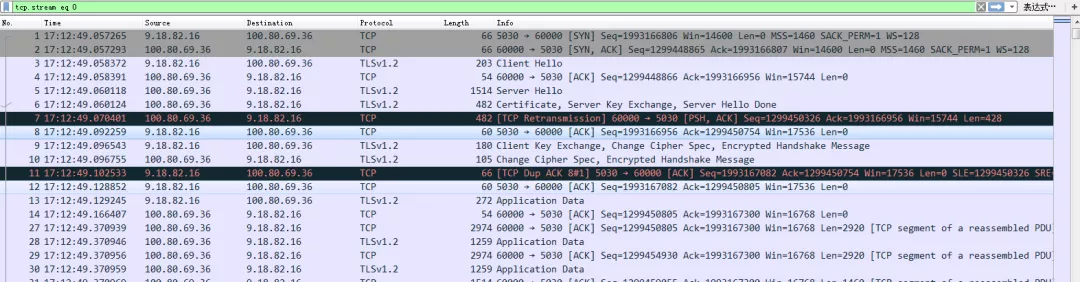 tcp.stream eq 0 表达式… +
No. Time Source Destination Protocol Length Info
1 17:12:49.057265 9.18.82.16 100.80.69.36 TCP 66 5030 → 60000 [SYN] Seq=1993166806 Win=14600 Len=0 MSS=1460 SACK_PERM=1 WS=128
2 17:12:49.057293 100.80.69.36 9.18.82.16 TCP 66 60000 → 5030 [SYN, ACK] Seq=1299448865 Ack=1993166807 Win=14600 Len=0 MSS=1460 SACK_PERM=1 WS=128
3 17:12:49.058372 9.18.82.16 100.80.69.36 TLSv1.2 203 Client Hello
4 17:12:49.058391 100.80.69.36 9.18.82.16 TCP 54 60000 → 5030 [ACK] Seq=1299448866 Ack=1993166956 Win=15744 Len=0
5 17:12:49.060118 100.80.69.36 9.18.82.16 TLSv1.2 1514 Server Hello
6 17:12:49.060124 100.80.69.36 9.18.82.16 TLSv1.2 482 Certificate, Server Key Exchange, Server Hello Done
7 17:12:49.070401 100.80.69.36 9.18.82.16 TCP 482 [TCP Retransmission] 60000 → 5030 [PSH, ACK] Seq=1299450326 Ack=1993166956 Win=15744 Len=428
8 17:12:49.092259 9.18.82.16 100.80.69.36 TCP 60 5030 → 60000 [ACK] Seq=1993166956 Ack=1299450754 Win=17536 Len=0
9 17:12:49.096543 9.18.82.16 100.80.69.36 TLSv1.2 180 Client Key Exchange, Change Cipher Spec, Encrypted Handshake Message
10 17:12:49.096755 100.80.69.36 9.18.82.16 TLSv1.2 105 Change Cipher Spec, Encrypted Handshake Message
11 17:12:49.102533 9.18.82.16 100.80.69.36 TCP 66 [TCP Dup ACK 8#1] 5030 → 60000 [ACK] Seq=1993167082 Ack=1299450754 Win=17536 Len=0 SLE=1299450326 SRE=
12 17:12:49.128852 9.18.82.16 100.80.69.36 TCP 60 5030 → 60000 [ACK] Seq=1993167082 Ack=1299450805 Win=17536 Len=0
13 17:12:49.129245 9.18.82.16 100.80.69.36 TLSv1.2 272 Application Data
14 17:12:49.166407 100.80.69.36 9.18.82.16 TCP 54 60000 → 5030 [ACK] Seq=1299450805 Ack=1993167300 Win=16768 Len=0
27 17:12:49.370939 100.80.69.36 9.18.82.16 TCP 2974 60000 → 5030 [ACK] Seq=1299450805 Ack=1993167300 Win=16768 Len=2920 [TCP segment of a reassembled PDU]
28 17:12:49.370946 100.80.69.36 9.18.82.16 TLSv1.2 1259 Application Data
29 17:12:49.370956 100.80.69.36 9.18.82.16 TCP 2974 60000 → 5030 [ACK] Seq=1299454930 Ack=1993167300 Win=16768 Len=2920 [TCP segment of a reassembled PDU]
30 17:12:49.370959 100.80.69.36 9.18.82.16 TLSv1.2 1259 Application Data